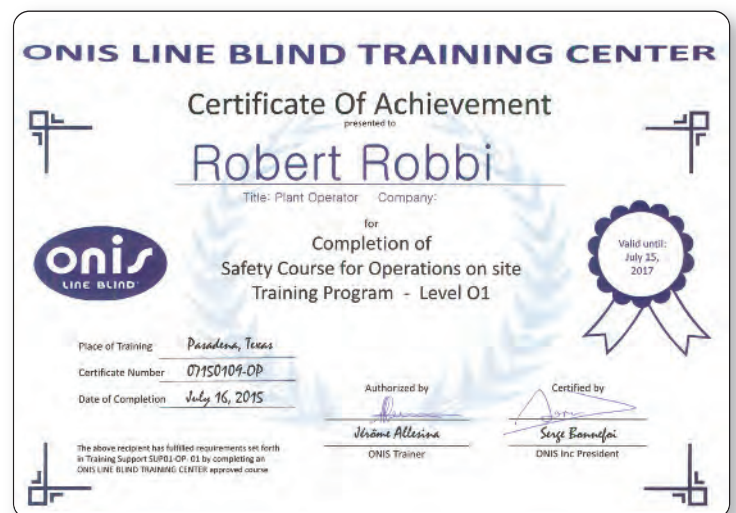 ONIS LINE BLIND TRAINING CENTER
Certificate Of Achievement
presented to
Robert Robbi
Title: Plant Operator Company:
for
Completion of
Safety Course for Operations on site
Training Program - Level O1
onis
LINE BLIND
Valid until:
July 15,
2017
Place of Training Pasadena, Texas
Certificate Number 07150109-OP
Date of Completion July 16, 2015
Authorized by
Jérôme Allesina
ONIS Trainer
Certified by
Serge Bonnefoi
ONIS Inc President
The above recipient has fulfilled requirements set forth
in Training Support SUP01-OP-01 by completing an
ONIS LINE BLIND TRAINING CENTER approved course